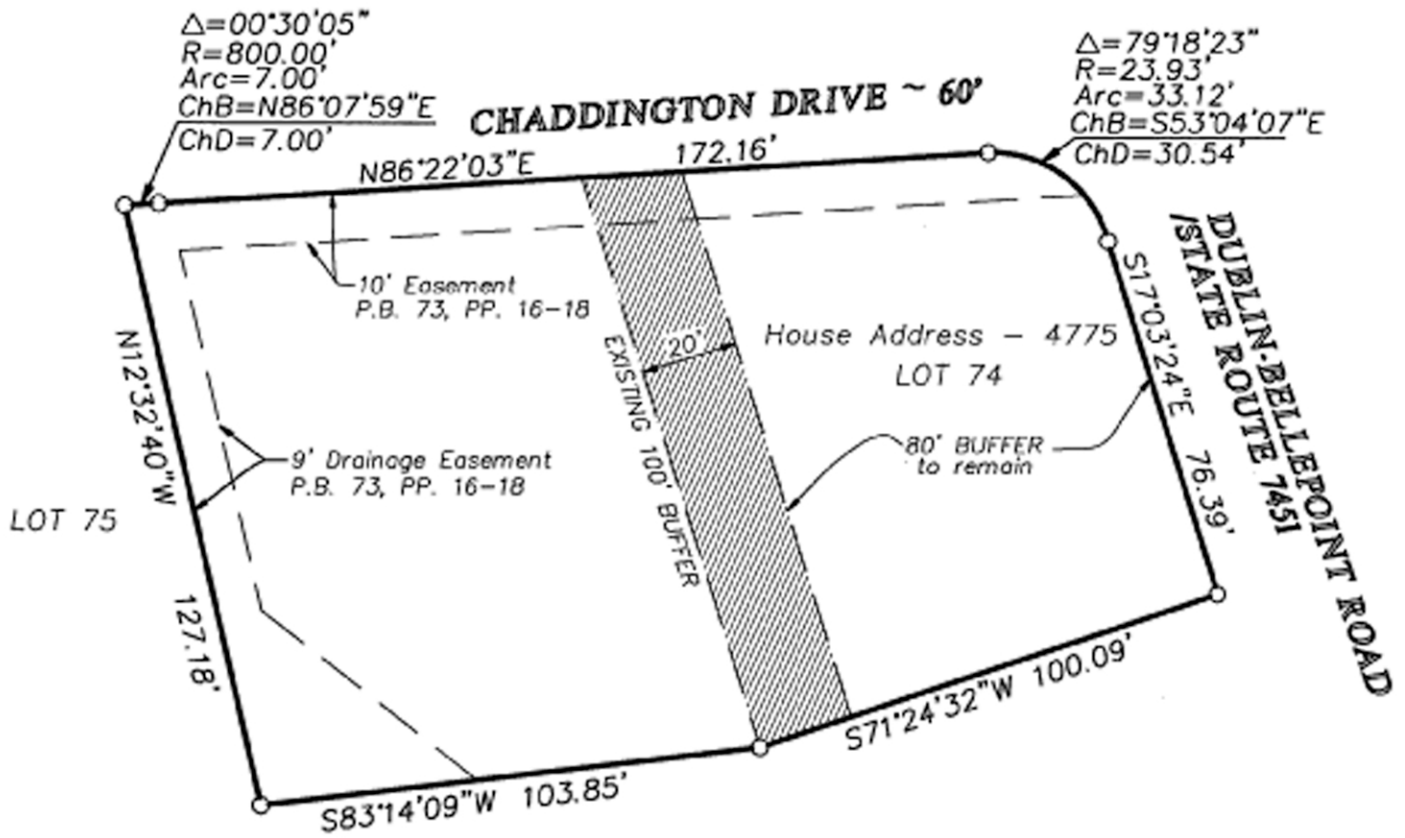 Δ=00°30'05"
R=800.00'
Arc=7.00'
ChB=N86°07'59"E
ChD=7.00'
CHADDINGTON DRIVE ~ 60'
Δ=79°18'23"
R=23.93'
Arc=33.12'
ChB=S53°04'07"E
ChD=30.54'
N86°22'03"E 172.16'
10' Easement
P.B. 73, PP. 16-18
EXISTING 100' BUFFER
20'
House Address - 4775
LOT 74
80' BUFFER
to remain
S17°03'24"E 76.39'
DUBLIN-BELLEPOINT ROAD
/STATE ROUTE 745I
N12°32'40"W 127.18'
9' Drainage Easement
P.B. 73, PP. 16-18
LOT 75
S83°14'09"W 103.85'
S71°24'32"W 100.09'